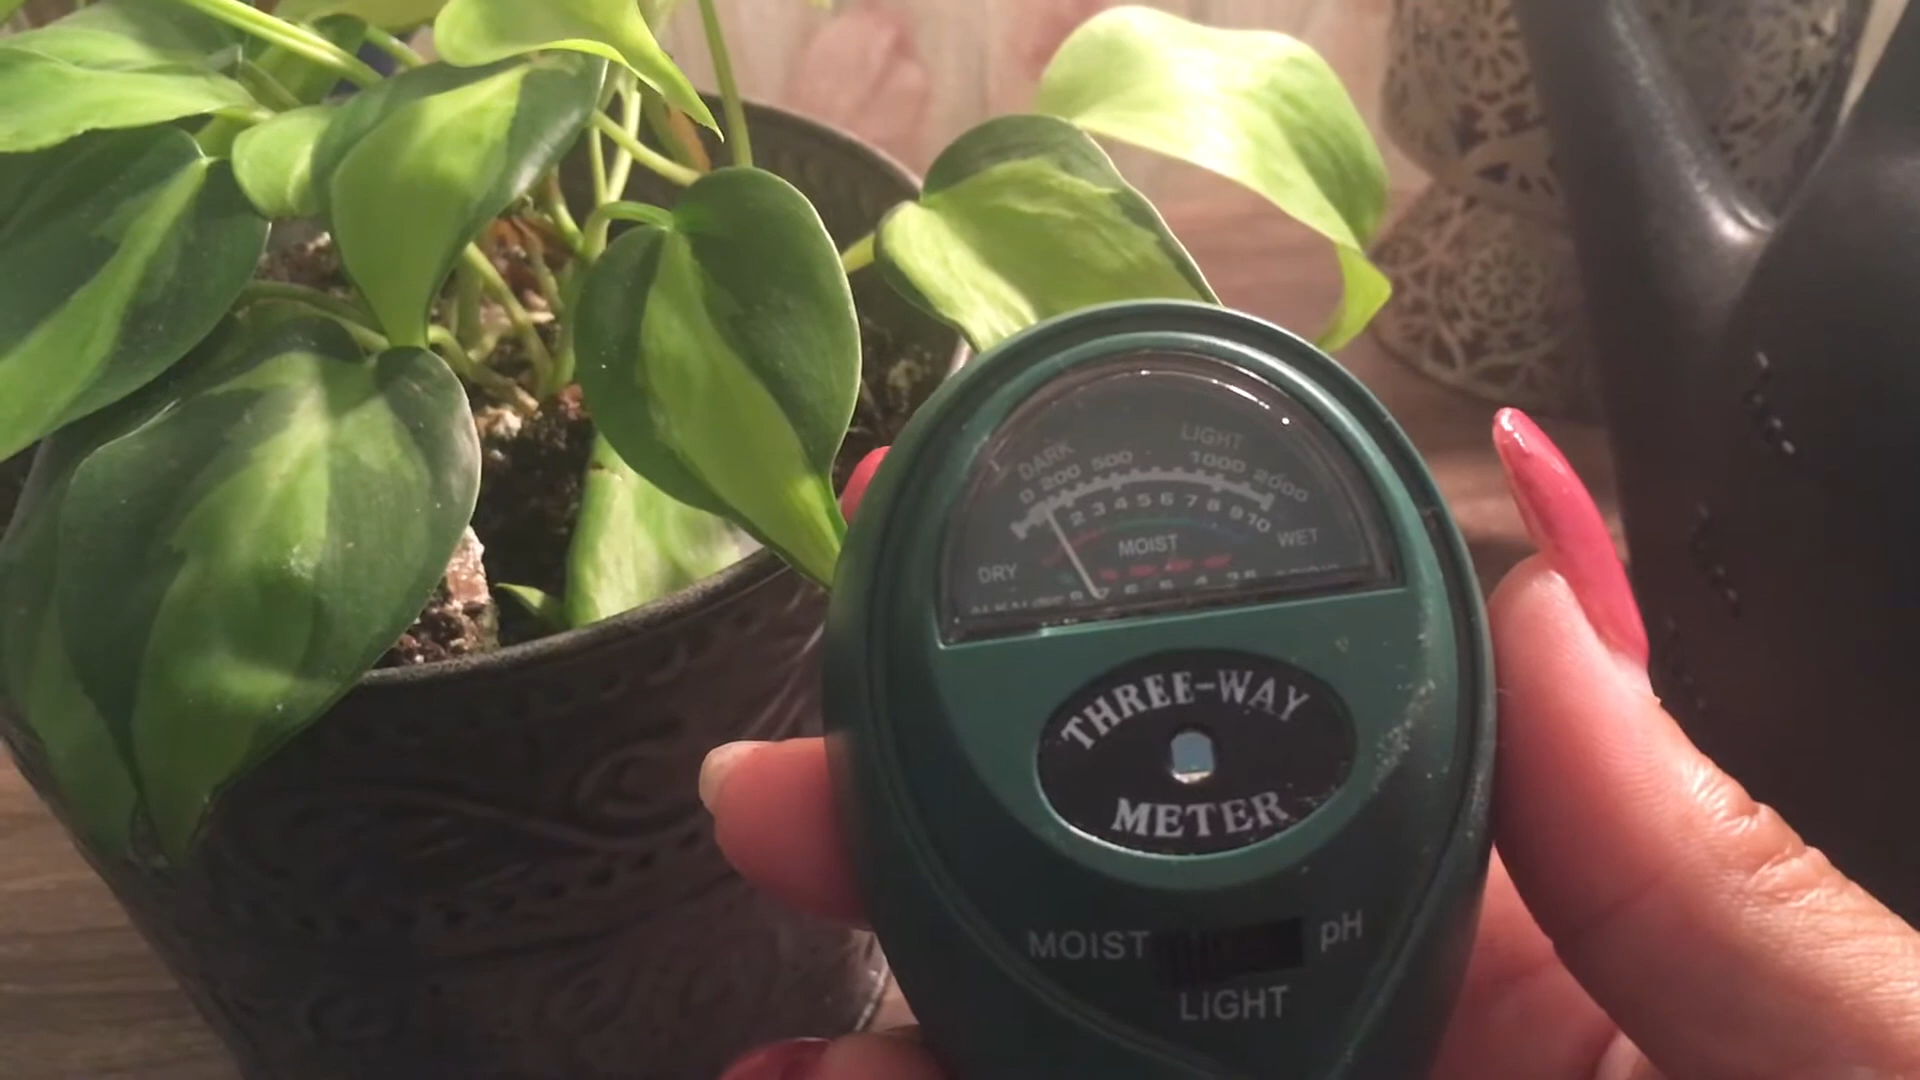 DARK LIGHT
0 200 500 1000 2000
2 3 4 5 6 7 8 9 10
DRY MOIST WET
THREE-WAY
METER
MOIST pH
LIGHT